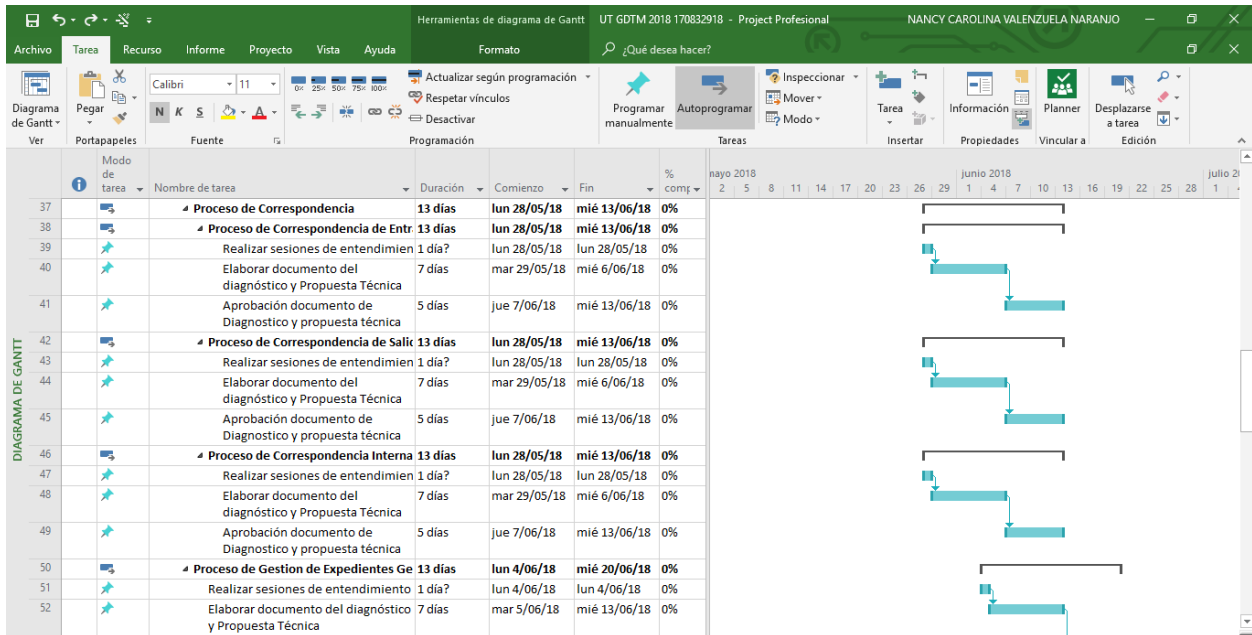 Herramientas de diagrama de Gantt UT GDTM 2018 170832918 - Project Profesional NANCY CAROLINA VALENZUELA NARANJO
Archivo Tarea Recurso Informe Proyecto Vista Ayuda Formato ¿Qué desea hacer?
Diagrama de Gantt
Ver
Pegar
Portapapeles
Calibri 11
N K S A
Fuente
0× 25× 50× 75× 100×
Actualizar según programación
Respetar vínculos
Desactivar
Programación
Programar manualmente
Autoprogramar
Inspeccionar
Mover
Modo
Tareas
Tarea
Insertar
Información
Propiedades
Planner
Vincular a
Desplazarse a tarea
Edición
Modo de tarea Nombre de tarea Duración Comienzo Fin % comp
mayo 2018 junio 2018 julio 20
2 5 8 11 14 17 20 23 26 29 1 4 7 10 13 16 19 22 25 28 1 4
DIAGRAMA DE GANTT
37 Proceso de Correspondencia 13 días lun 28/05/18 mié 13/06/18 0%
38 Proceso de Correspondencia de Entr 13 días lun 28/05/18 mié 13/06/18 0%
39 Realizar sesiones de entendimien 1 día? lun 28/05/18 lun 28/05/18 0%
40 Elaborar documento del 7 días mar 29/05/18 mié 6/06/18 0%
diagnóstico y Propuesta Técnica
41 Aprobación documento de 5 días jue 7/06/18 mié 13/06/18 0%
Diagnostico y propuesta técnica
42 Proceso de Correspondencia de Salid 13 días lun 28/05/18 mié 13/06/18 0%
43 Realizar sesiones de entendimien 1 día? lun 28/05/18 lun 28/05/18 0%
44 Elaborar documento del 7 días mar 29/05/18 mié 6/06/18 0%
diagnóstico y Propuesta Técnica
45 Aprobación documento de 5 días jue 7/06/18 mié 13/06/18 0%
Diagnostico y propuesta técnica
46 Proceso de Correspondencia Interna 13 días lun 28/05/18 mié 13/06/18 0%
47 Realizar sesiones de entendimien 1 día? lun 28/05/18 lun 28/05/18 0%
48 Elaborar documento del 7 días mar 29/05/18 mié 6/06/18 0%
diagnóstico y Propuesta Técnica
49 Aprobación documento de 5 días jue 7/06/18 mié 13/06/18 0%
Diagnostico y propuesta técnica
50 Proceso de Gestion de Expedientes Ge 13 días lun 4/06/18 mié 20/06/18 0%
51 Realizar sesiones de entendimiento 1 día? lun 4/06/18 lun 4/06/18 0%
52 Elaborar documento del diagnóstico 7 días mar 5/06/18 mié 13/06/18 0%
y Propuesta Técnica